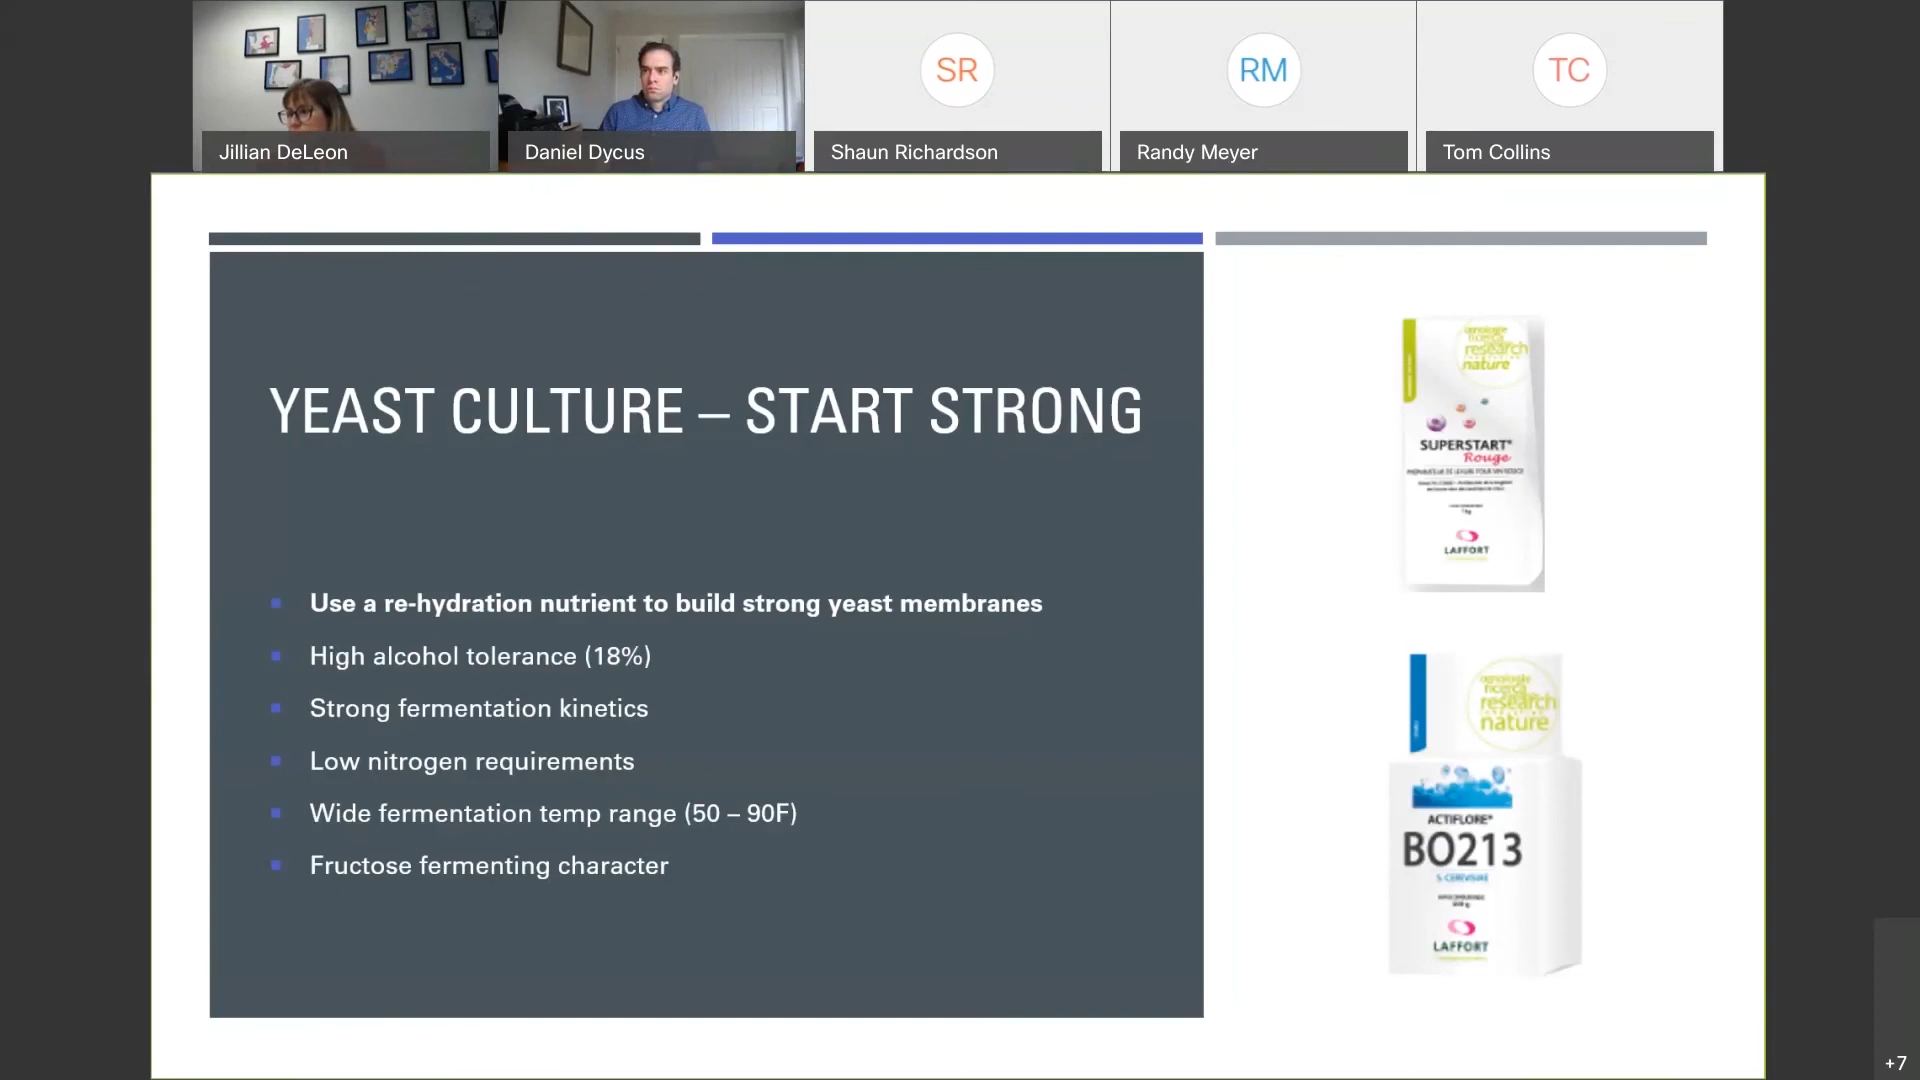 SR
RM
TC
Jillian DeLeon
Daniel Dycus
Shaun Richardson
Randy Meyer
Tom Collins
YEAST CULTURE – START STRONG
Use a re-hydration nutrient to build strong yeast membranes
High alcohol tolerance (18%)
Strong fermentation kinetics
Low nitrogen requirements
Wide fermentation temp range (50 – 90F)
Fructose fermenting character
research
nature
SUPERSTART®
Rouge
LAFFORT
research
nature
ACTIFLORE®
BO213
LAFFORT
+7